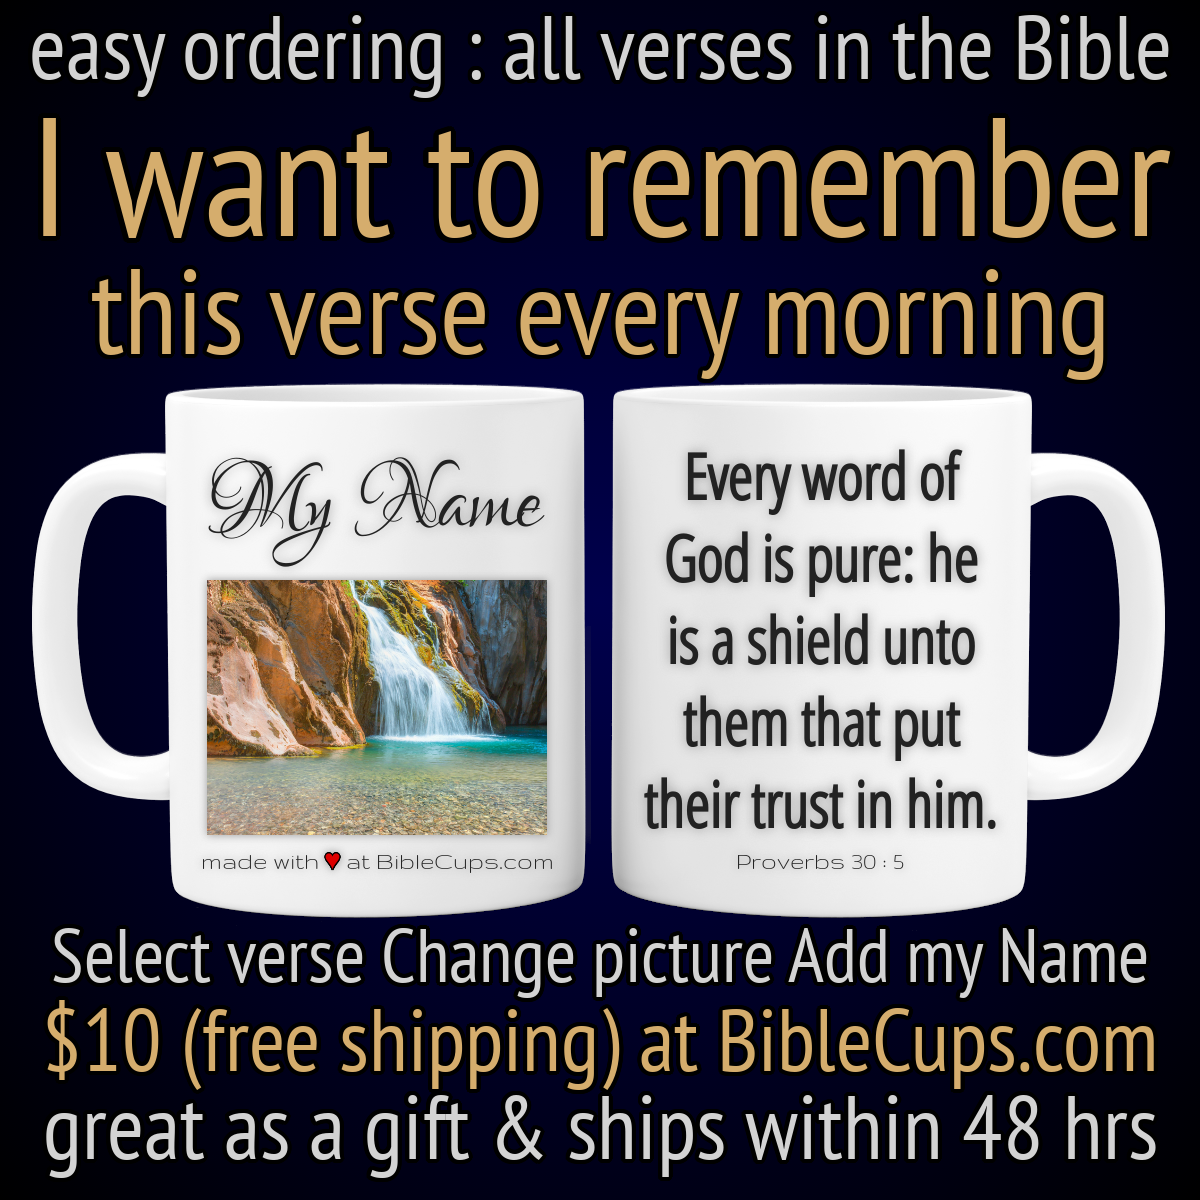 easy ordering : all verses in the Bible
I want to remember
this verse every morning
My Name
made with ❤ at BibleCups.com
Every word of
God is pure: he
is a shield unto
them that put
their trust in him.
Proverbs 30 : 5
Select verse Change picture Add my Name
$10 (free shipping) at BibleCups.com
great as a gift & ships within 48 hrs